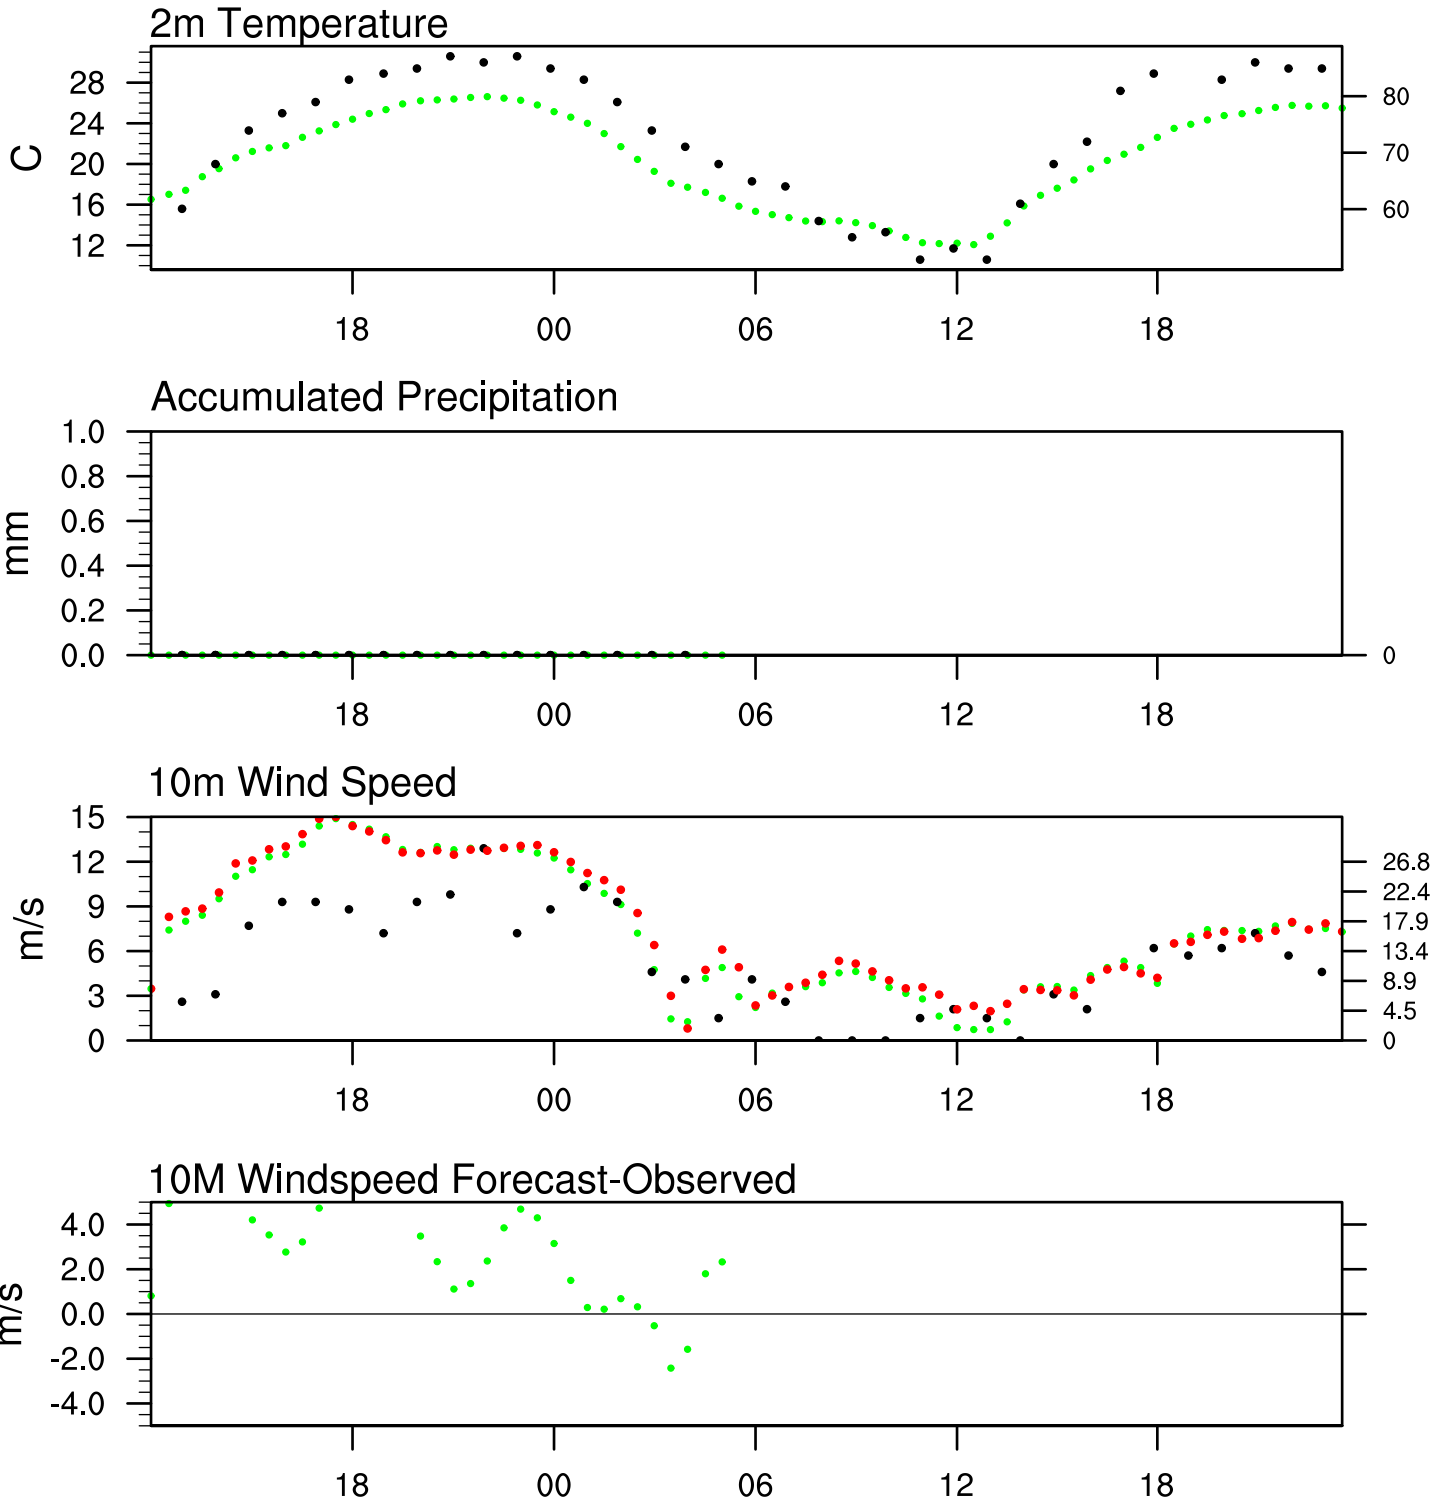 2m Temperature
28
24
20
16
12
C
80
70
60
18 00 06 12 18
Accumulated Precipitation
1.0
0.8
0.6
0.4
0.2
0.0
mm
0
18 00 06 12 18
10m Wind Speed
15
12
9
6
3
0
m/s
26.8
22.4
17.9
13.4
8.9
4.5
0
18 00 06 12 18
10M Windspeed Forecast-Observed
4.0
2.0
0.0
-2.0
-4.0
m/s
18 00 06 12 18